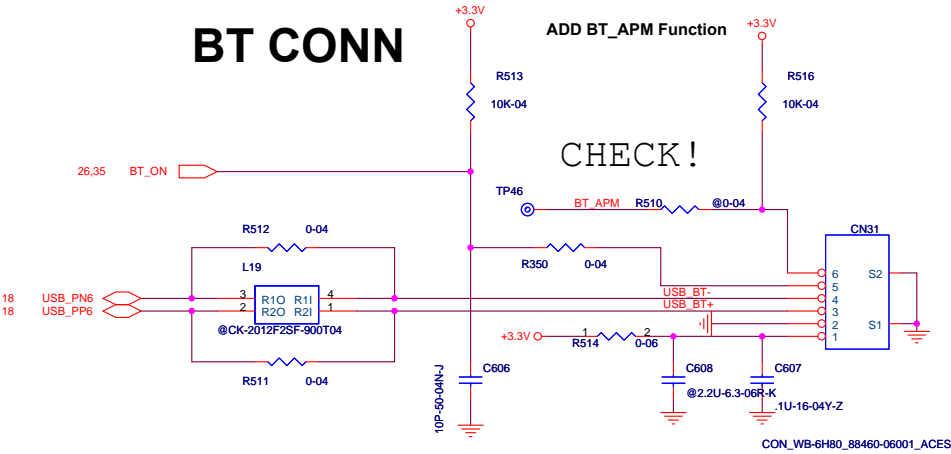 +3.3V
BT CONN
ADD BT_APM Function
+3.3V
R513
10K-04
R516
10K-04
CHECK!
26,35 BT_ON
TP46
BT_APM
R510 @0-04
R512 0-04
CN31
L19
R350 0-04
6
5
4
3
2
1
S2
S1
18 USB_PN6
18 USB_PP6
3 R1O R1I 4
2 R2O R2I 1
USB_BT-
USB_BT+
@CK-2012F2SF-900T04
+3.3V
1 2
R514 0-06
R511 0-04
C606
10P-50-04N-J
C608
@2.2U-6.3-06R-K
C607
.1U-16-04Y-Z
CON_WB-6H80_88460-06001_ACES